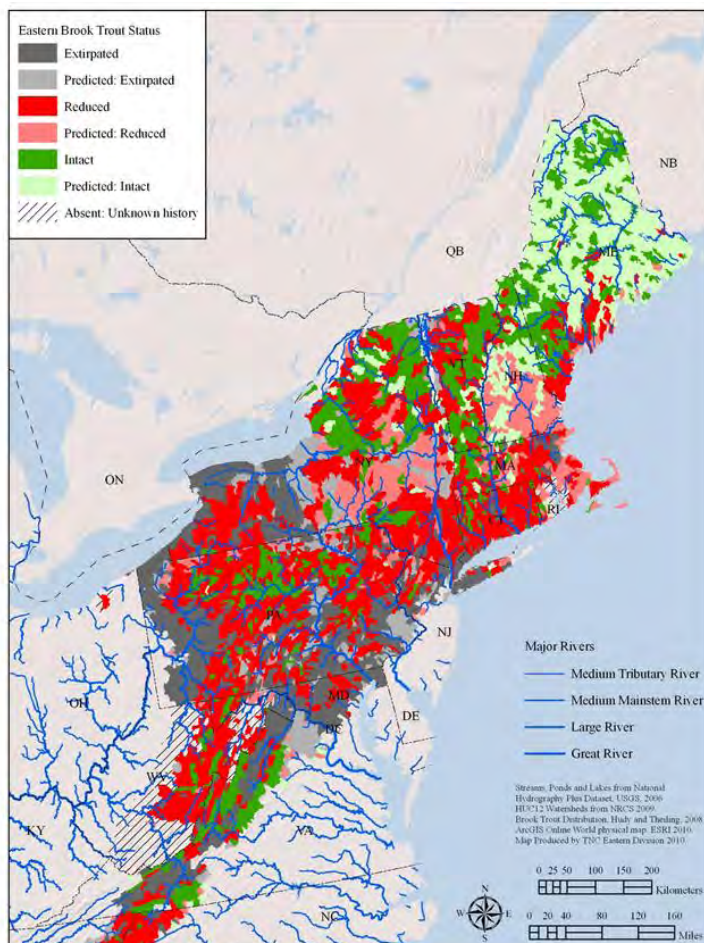 Eastern Brook Trout Status
Extirpated
Predicted: Extirpated
Reduced
Predicted: Reduced
Intact
Predicted: Intact
Absent: Unknown history
NB
QB
ME
VT
NH
ON
NY
MA
CT
RI
PA
NJ
OH
MD
DE
WV
KY
VA
NC
Major Rivers
Medium Tributary River
Medium Mainstem River
Large River
Great River
Streams, Ponds and Lakes from National
Hydrography Plus Dataset, USGS, 2006
HUC12 Watersheds from NRCS 2009.
Brook Trout Distribution, Hudy and Theiling, 2008
ArcGIS Online World physical map. ESRI 2010.
Map Produced by TNC Eastern Division 2010.
N
W E
S
0 25 50 100 150 200
Kilometers
0 20 40 80 120 160
Miles